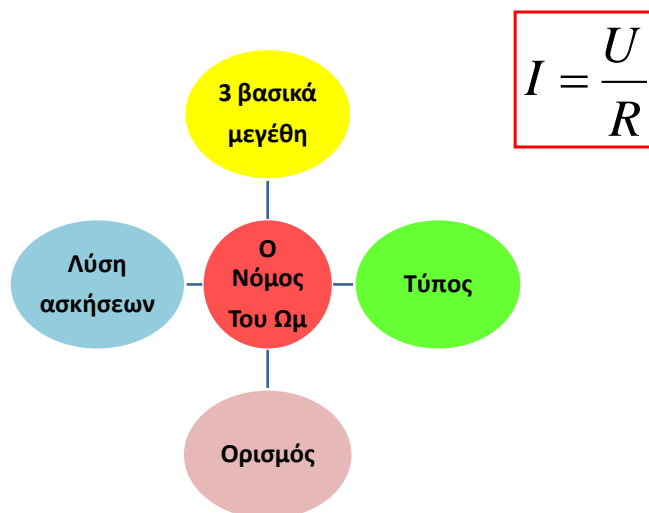 3 βασικά
μεγέθη
I = U/R
Λύση
ασκήσεων
Ο
Νόμος
Του Ωμ
Τύπος
Ορισμός